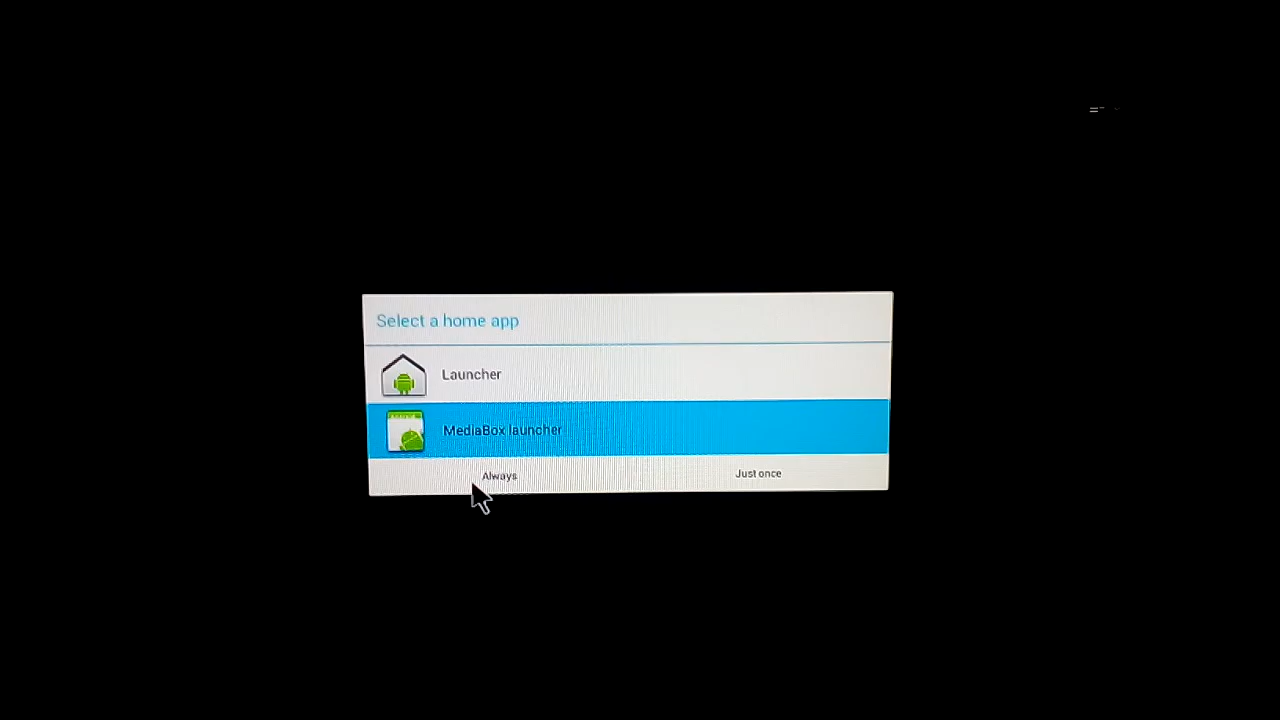 Select a home app
Launcher
MediaBox launcher
Always
Just once